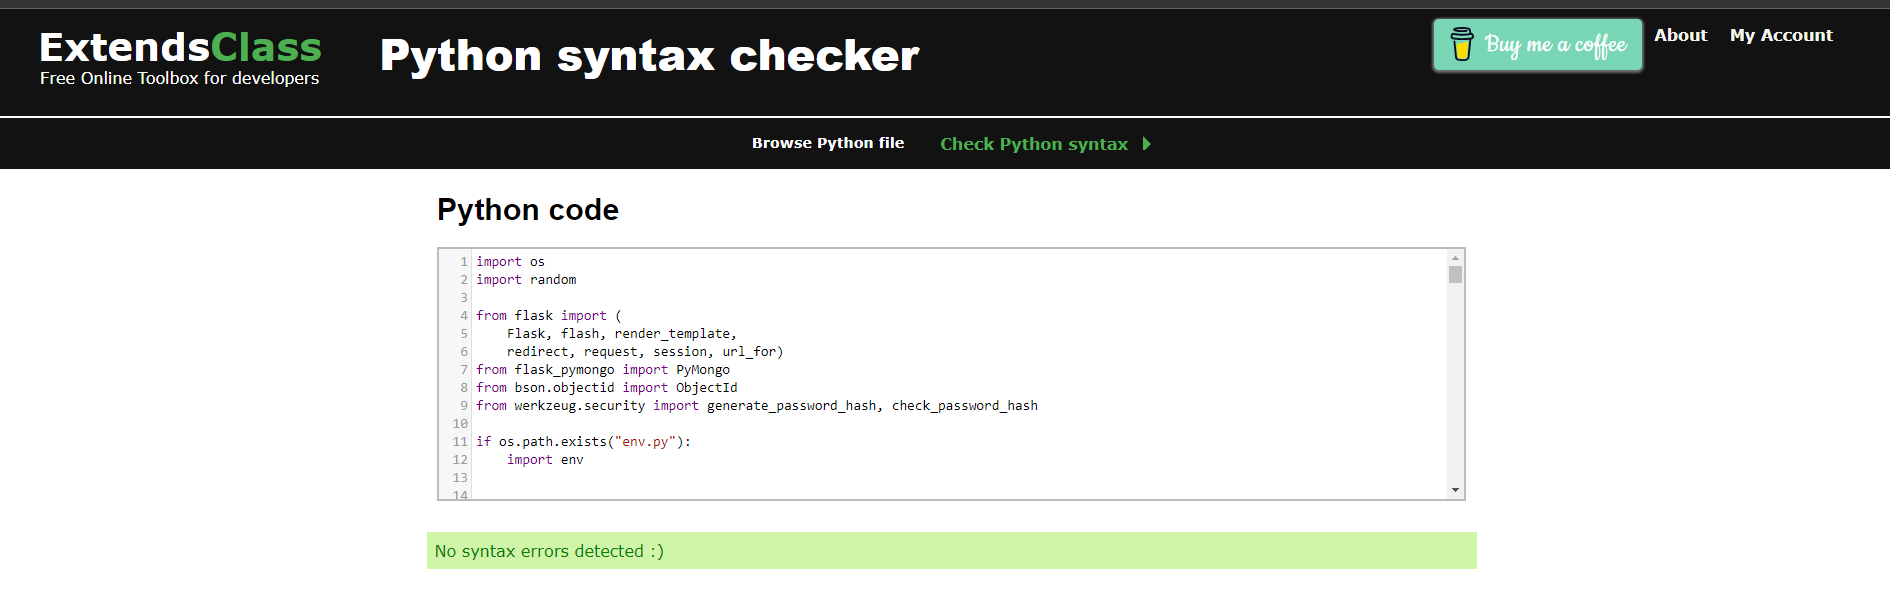 ExtendsClass
Free Online Toolbox for developers
Python syntax checker
Buy me a coffee
About
My Account
Browse Python file
Check Python syntax
Python code
1 import os
2 import random
3
4 from flask import (
5     Flask, flash, render_template,
6     redirect, request, session, url_for)
7 from flask_pymongo import PyMongo
8 from bson.objectid import ObjectId
9 from werkzeug.security import generate_password_hash, check_password_hash
10
11 if os.path.exists("env.py"):
12     import env
13
14
No syntax errors detected :)